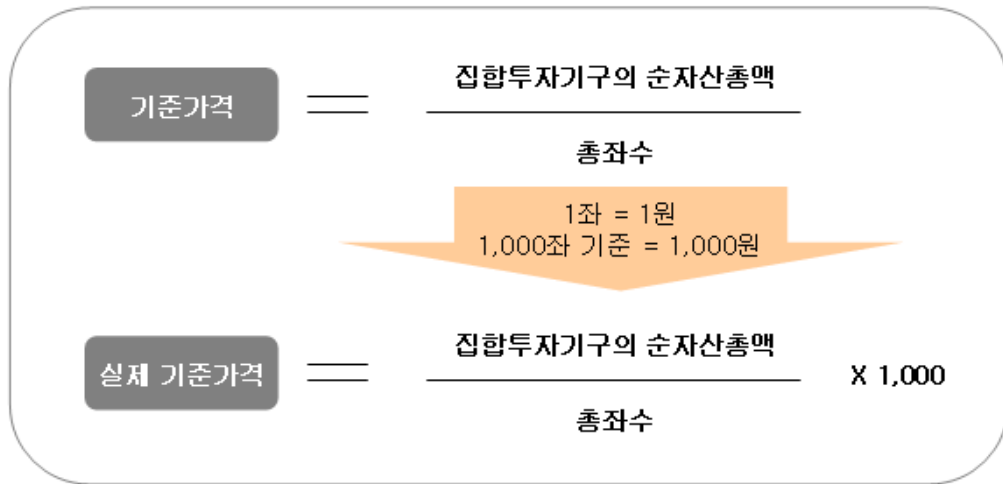 집합투자기구의 순자산총액
기준가격
총좌수
1좌 = 1원
1,000좌 기준 = 1,000원
집합투자기구의 순자산총액
실제 기준가격
X 1,000
총좌수